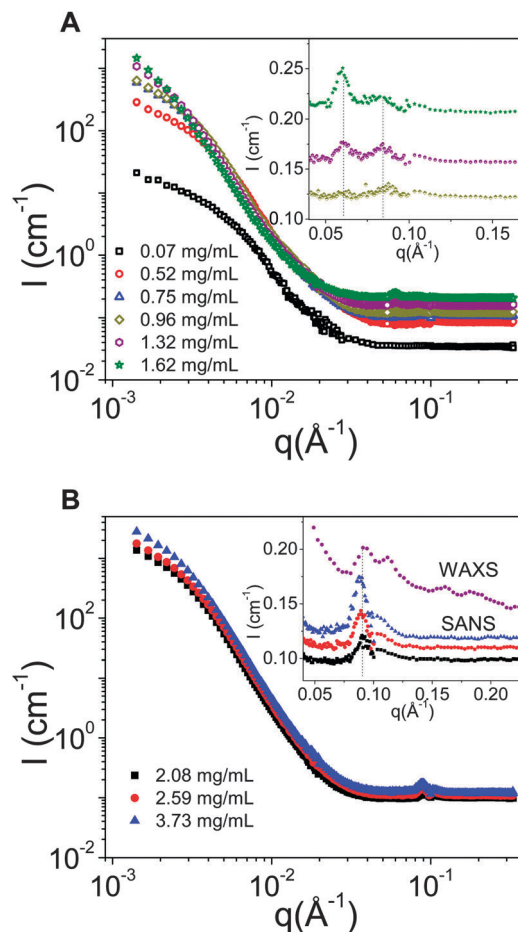 A
10²
10⁰
10⁻²
10⁻³
10⁻²
10⁻¹
I (cm⁻¹)
q(Å⁻¹)
0.07 mg/mL
0.52 mg/mL
0.75 mg/mL
0.96 mg/mL
1.32 mg/mL
1.62 mg/mL
0.25
0.20
0.15
0.10
I (cm⁻¹)
0.05
0.10
0.15
q(Å⁻¹)
B
10²
10⁰
10⁻²
10⁻³
10⁻²
10⁻¹
I (cm⁻¹)
q(Å⁻¹)
2.08 mg/mL
2.59 mg/mL
3.73 mg/mL
0.20
0.15
0.10
I (cm⁻¹)
WAXS
SANS
0.05
0.10
0.15
0.20
q(Å⁻¹)